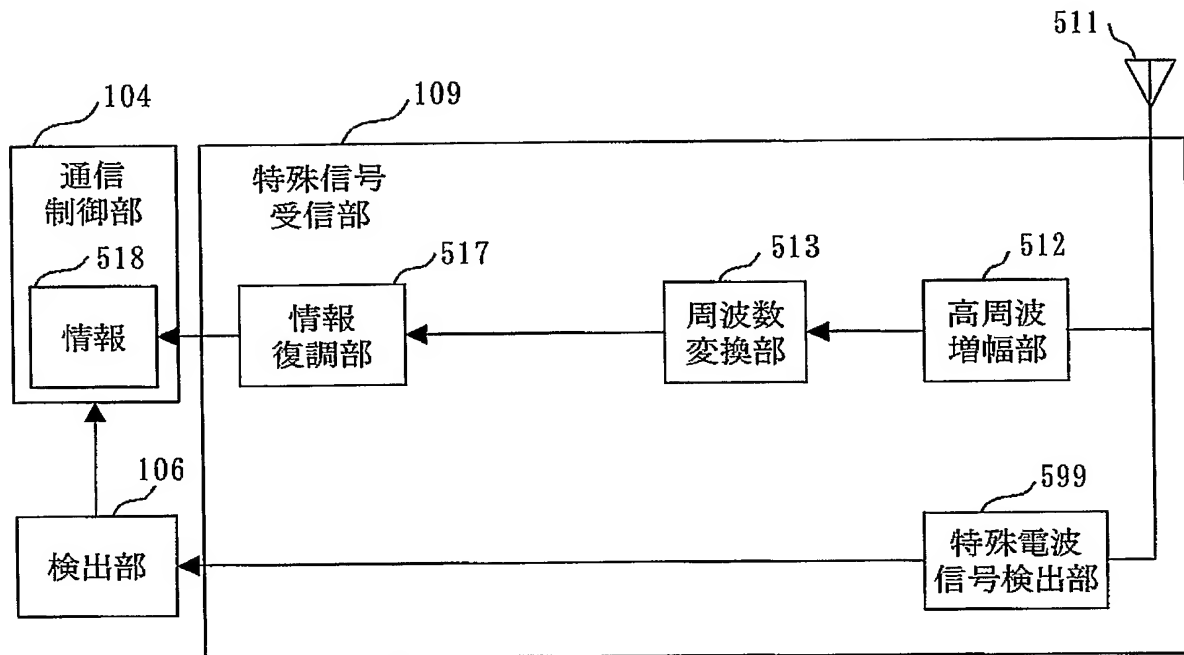 511
104
109
通信
制御部
特殊信号
受信部
518
517
513
512
情報
情報
復調部
周波数
変換部
高周波
増幅部
106
599
検出部
特殊電波
信号検出部